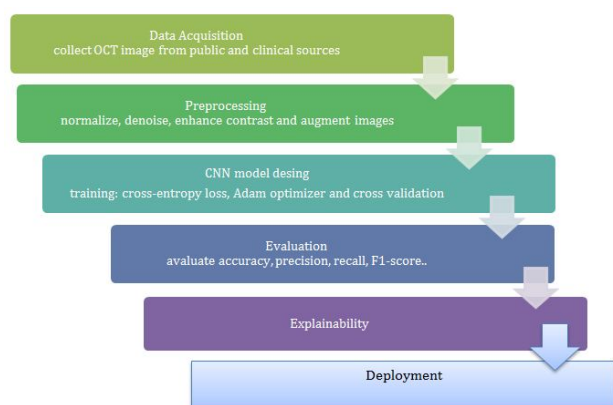 Data Acquisition
collect OCT image from public and clinical sources
Preprocessing
normalize, denoise, enhance contrast and augment images
CNN model desing
training: cross-entropy loss, Adam optimizer and cross validation
Evaluation
avaluate accuracy, precision, recall, F1-score..
Explainability
Deployment